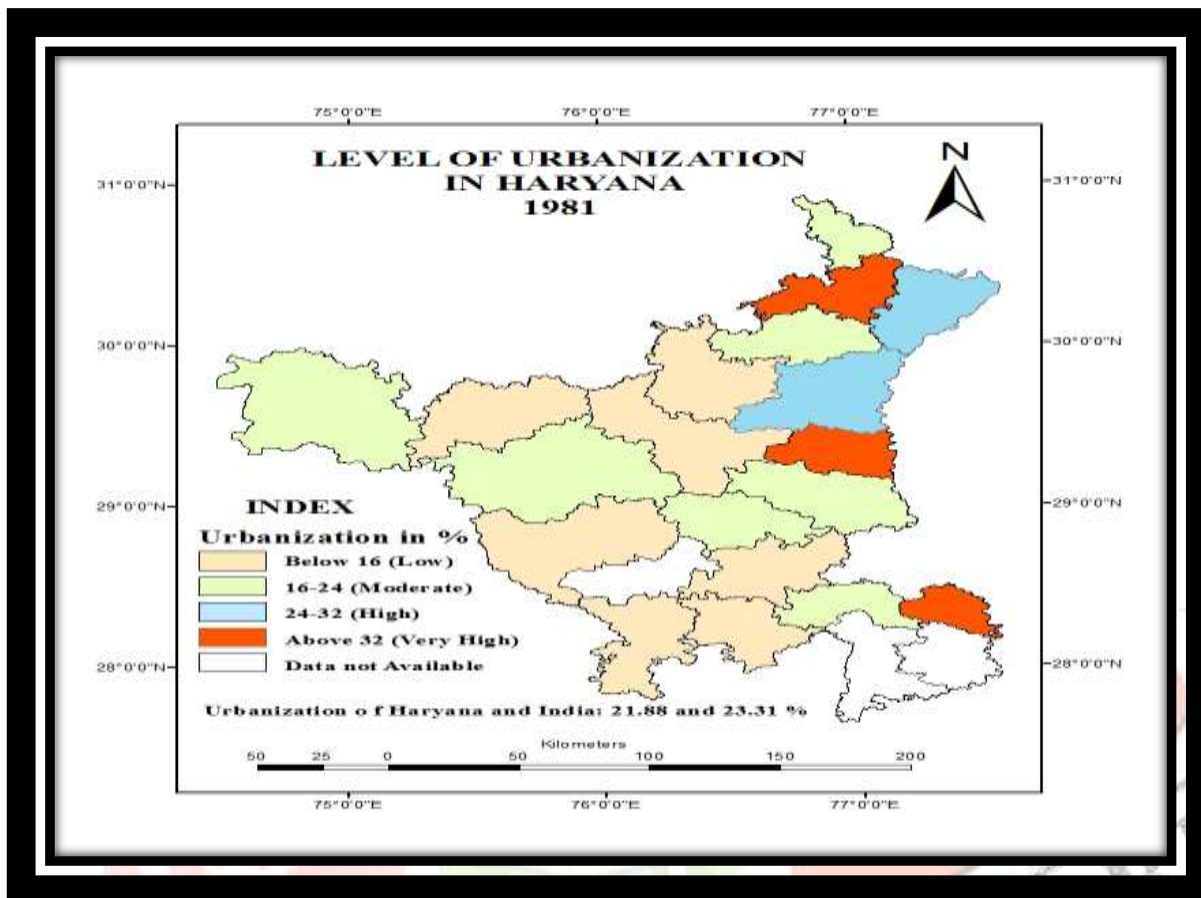 75°0'0"E 76°0'0"E 77°0'0"E
LEVEL OF URBANIZATION
IN HARYANA
1981
N
31°0'0"N 31°0'0"N
30°0'0"N 30°0'0"N
29°0'0"N 29°0'0"N
INDEX
Urbanization in %
Below 16 (Low)
16-24 (Moderate)
24-32 (High)
Above 32 (Very High)
Data not Available
28°0'0"N 28°0'0"N
Urbanization o f Haryana and India: 21.88 and 23.31 %
Kilometers
50 25 0 50 100 150 200
75°0'0"E 76°0'0"E 77°0'0"E